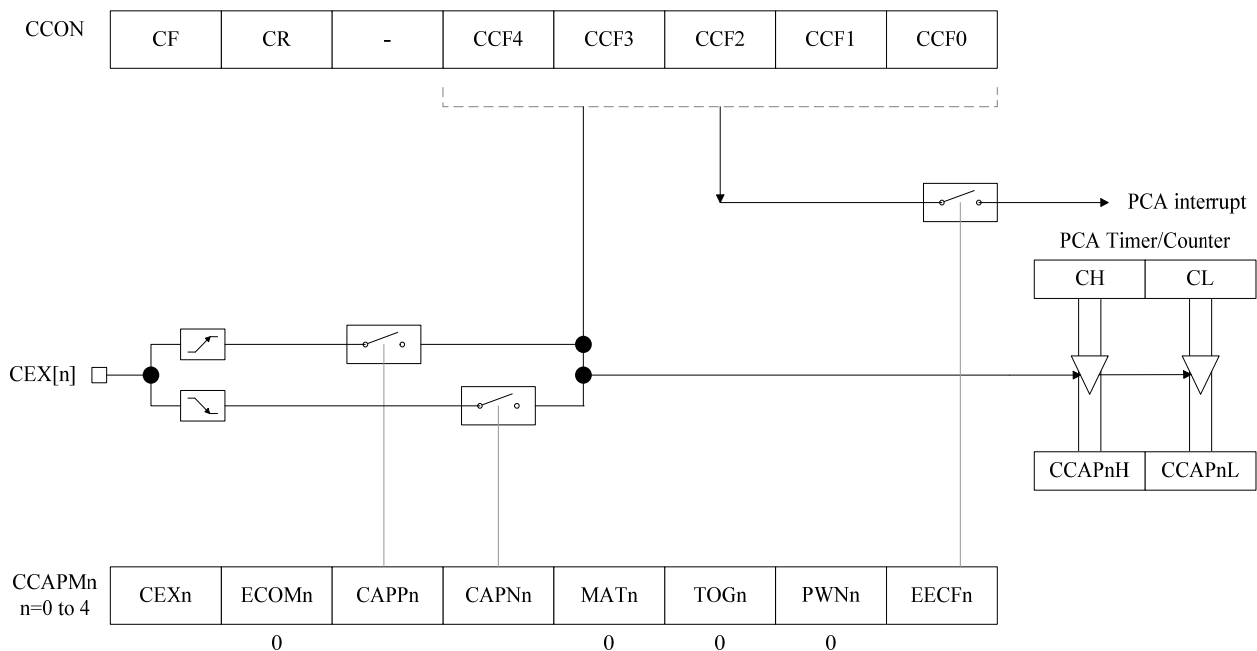 CCON
CF CR - CCF4 CCF3 CCF2 CCF1 CCF0
PCA interrupt
PCA Timer/Counter
CH CL
CEX[n]
CCAPnH CCAPnL
CCAPMn
n=0 to 4
CEXn ECOMn CAPPn CAPNn MATn TOGn PWNn EECFn
0 0 0 0